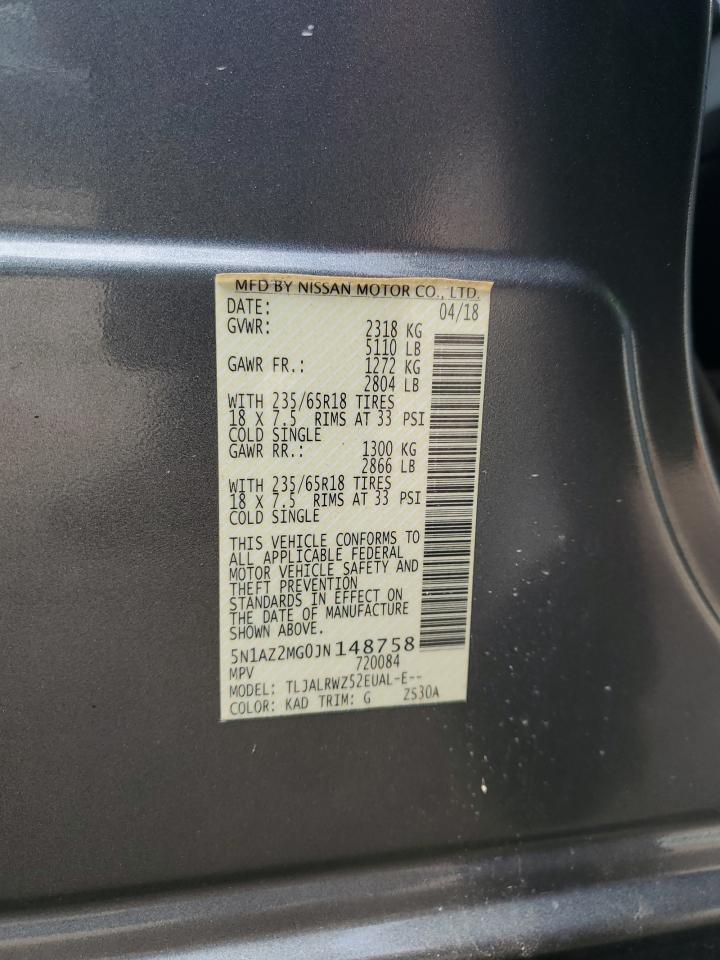 MFD BY NISSAN MOTOR CO., LTD.
DATE: 04/18
GVWR: 2318 KG
5110 LB
GAWR FR.: 1272 KG
2804 LB
WITH 235/65R18 TIRES
18 X 7.5 RIMS AT 33 PSI
COLD SINGLE
GAWR RR.: 1300 KG
2866 LB
WITH 235/65R18 TIRES
18 X 7.5 RIMS AT 33 PSI
COLD SINGLE
THIS VEHICLE CONFORMS TO
ALL APPLICABLE FEDERAL
MOTOR VEHICLE SAFETY AND
THEFT PREVENTION
STANDARDS IN EFFECT ON
THE DATE OF MANUFACTURE
SHOWN ABOVE.
5N1AZ2MG0JN148758
MPV 720084
MODEL: TLJALRWZ52EUAL-E--
COLOR: KAD TRIM: G ZS30A